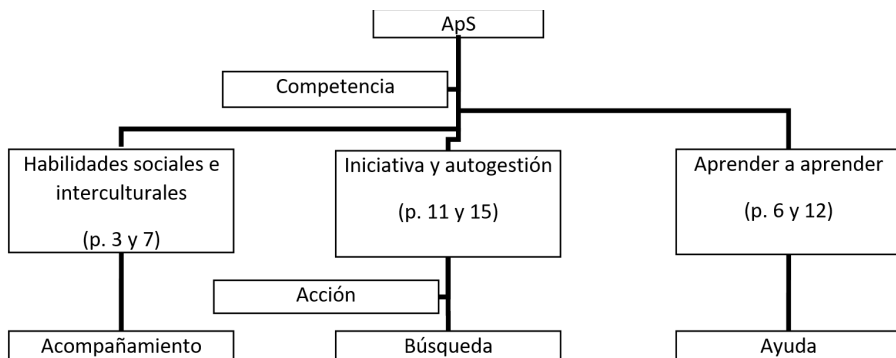 ApS
Competencia
Habilidades sociales e
interculturales
(p. 3 y 7)
Iniciativa y autogestión
(p. 11 y 15)
Aprender a aprender
(p. 6 y 12)
Acción
Acompañamiento
Búsqueda
Ayuda